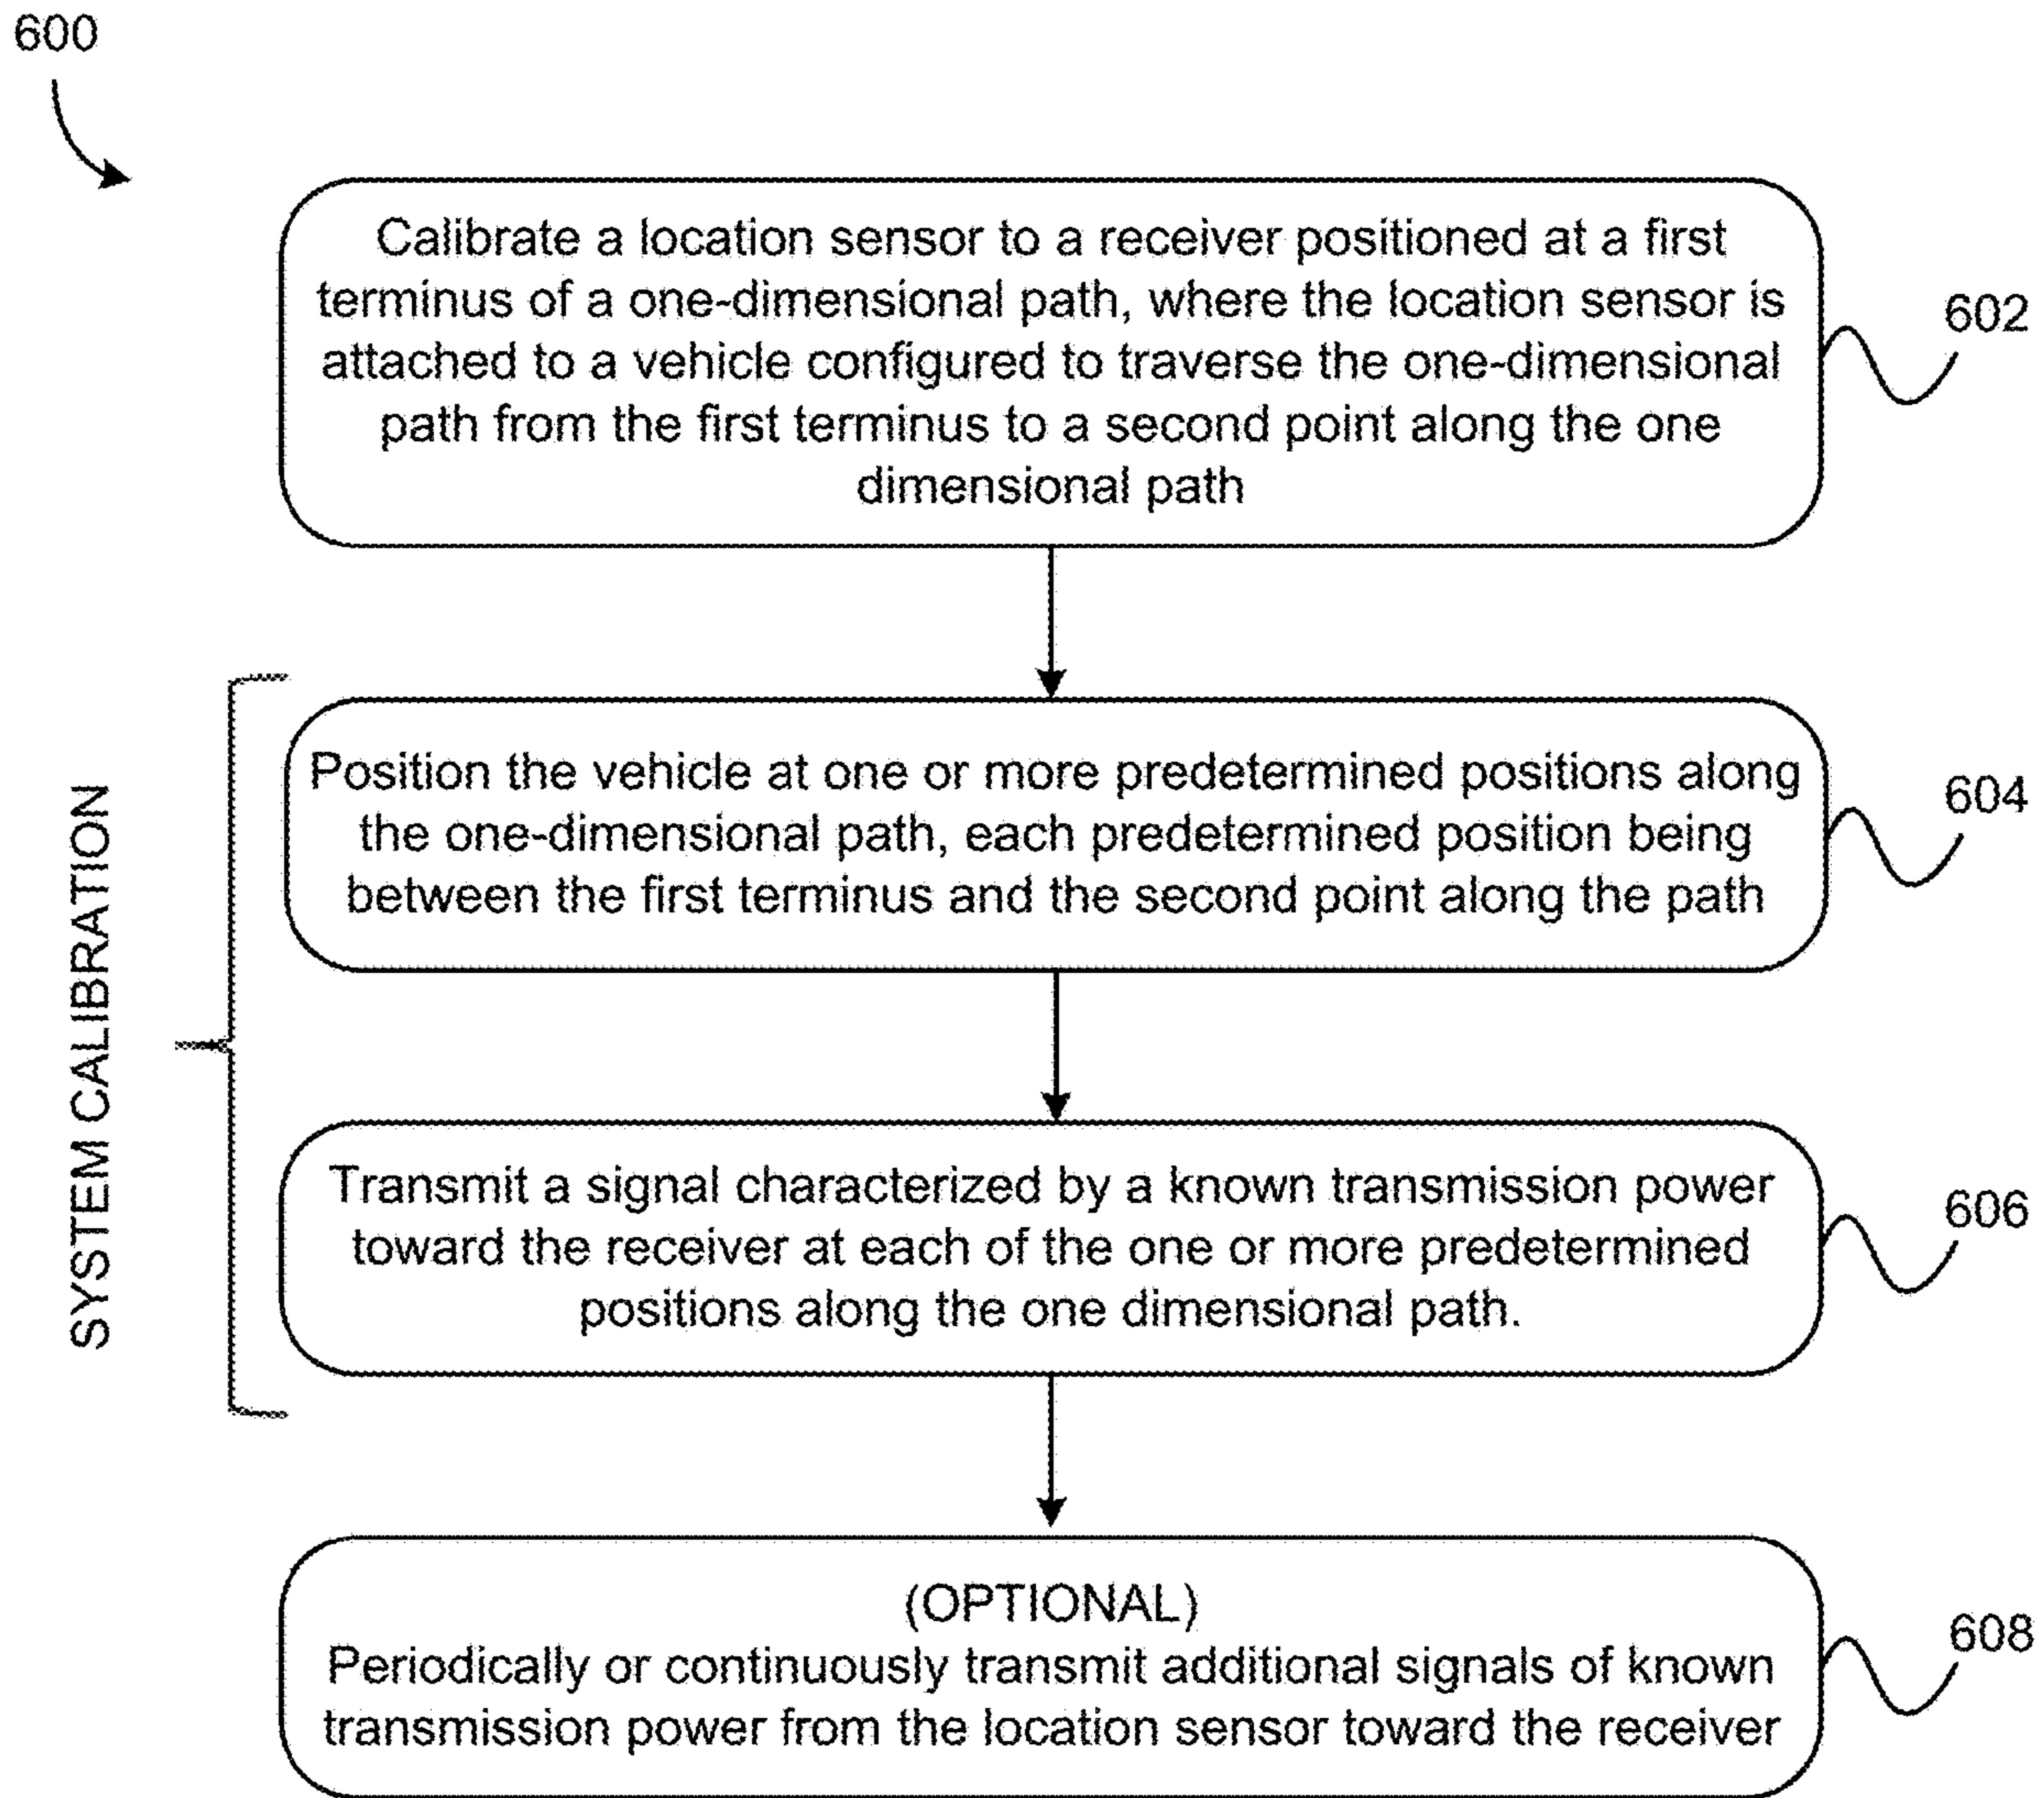 600
Calibrate a location sensor to a receiver positioned at a first
terminus of a one-dimensional path, where the location sensor is
attached to a vehicle configured to traverse the one-dimensional
path from the first terminus to a second point along the one
dimensional path
602
SYSTEM CALIBRATION
Position the vehicle at one or more predetermined positions along
the one-dimensional path, each predetermined position being
between the first terminus and the second point along the path
604
Transmit a signal characterized by a known transmission power
toward the receiver at each of the one or more predetermined
positions along the one dimensional path.
606
(OPTIONAL)
Periodically or continuously transmit additional signals of known
transmission power from the location sensor toward the receiver
608